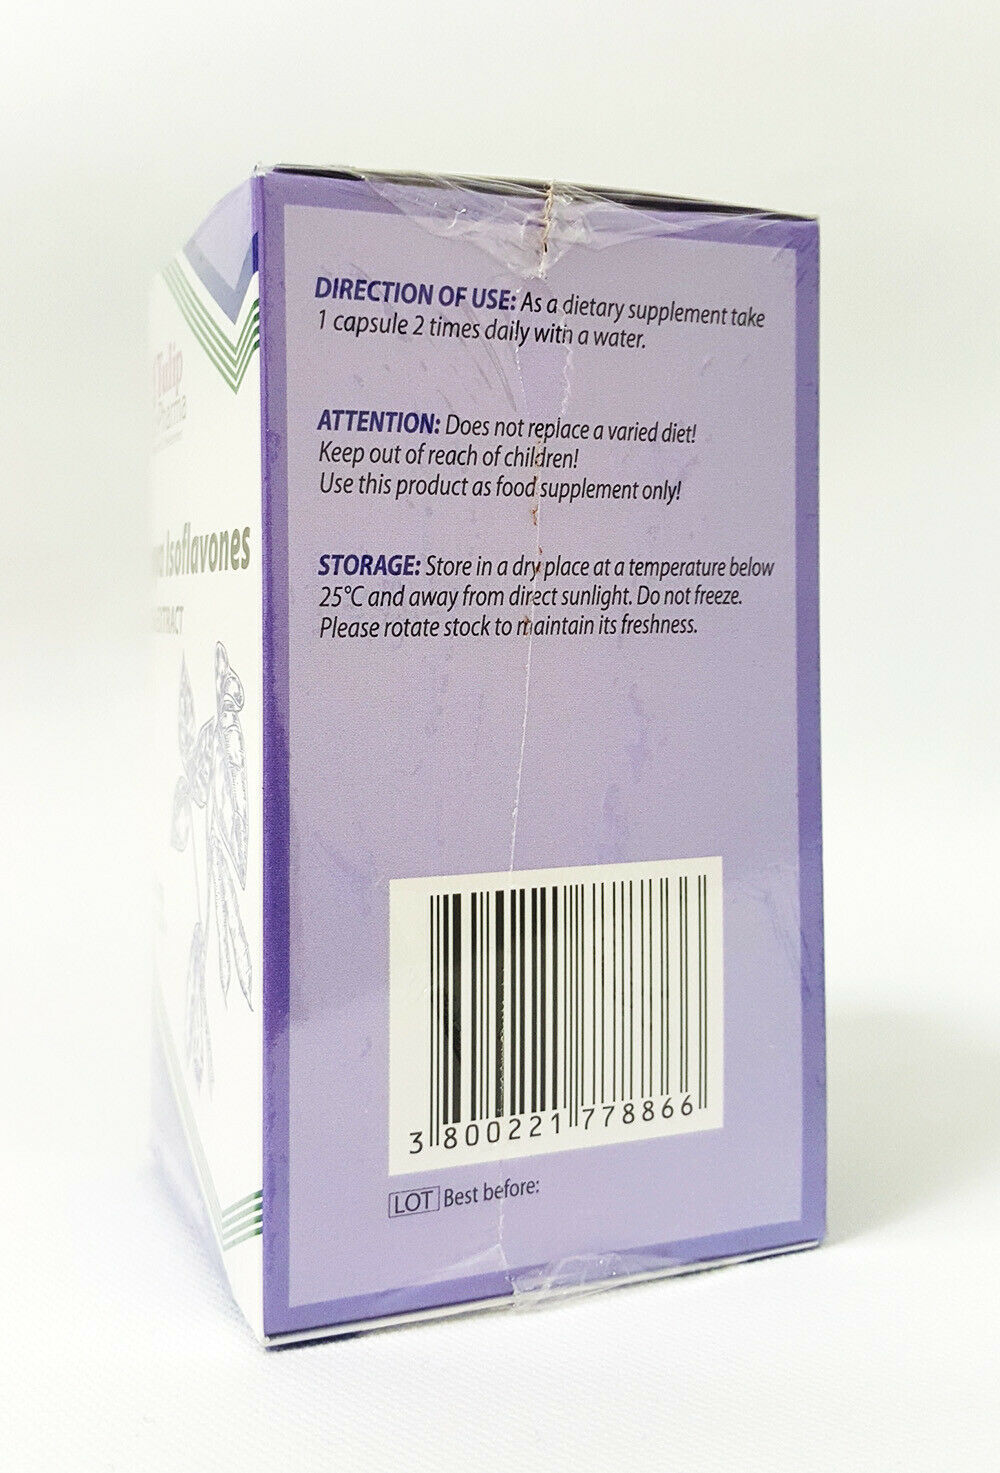 Tulip
Pharma
Isoflavones
DIRECTION OF USE: As a dietary supplement take
1 capsule 2 times daily with a water.
ATTENTION: Does not replace a varied diet!
Keep out of reach of children!
Use this product as food supplement only!
STORAGE: Store in a dry place at a temperature below
25°C and away from direct sunlight. Do not freeze.
Please rotate stock to maintain its freshness.
3 800221 778866
LOT Best before: